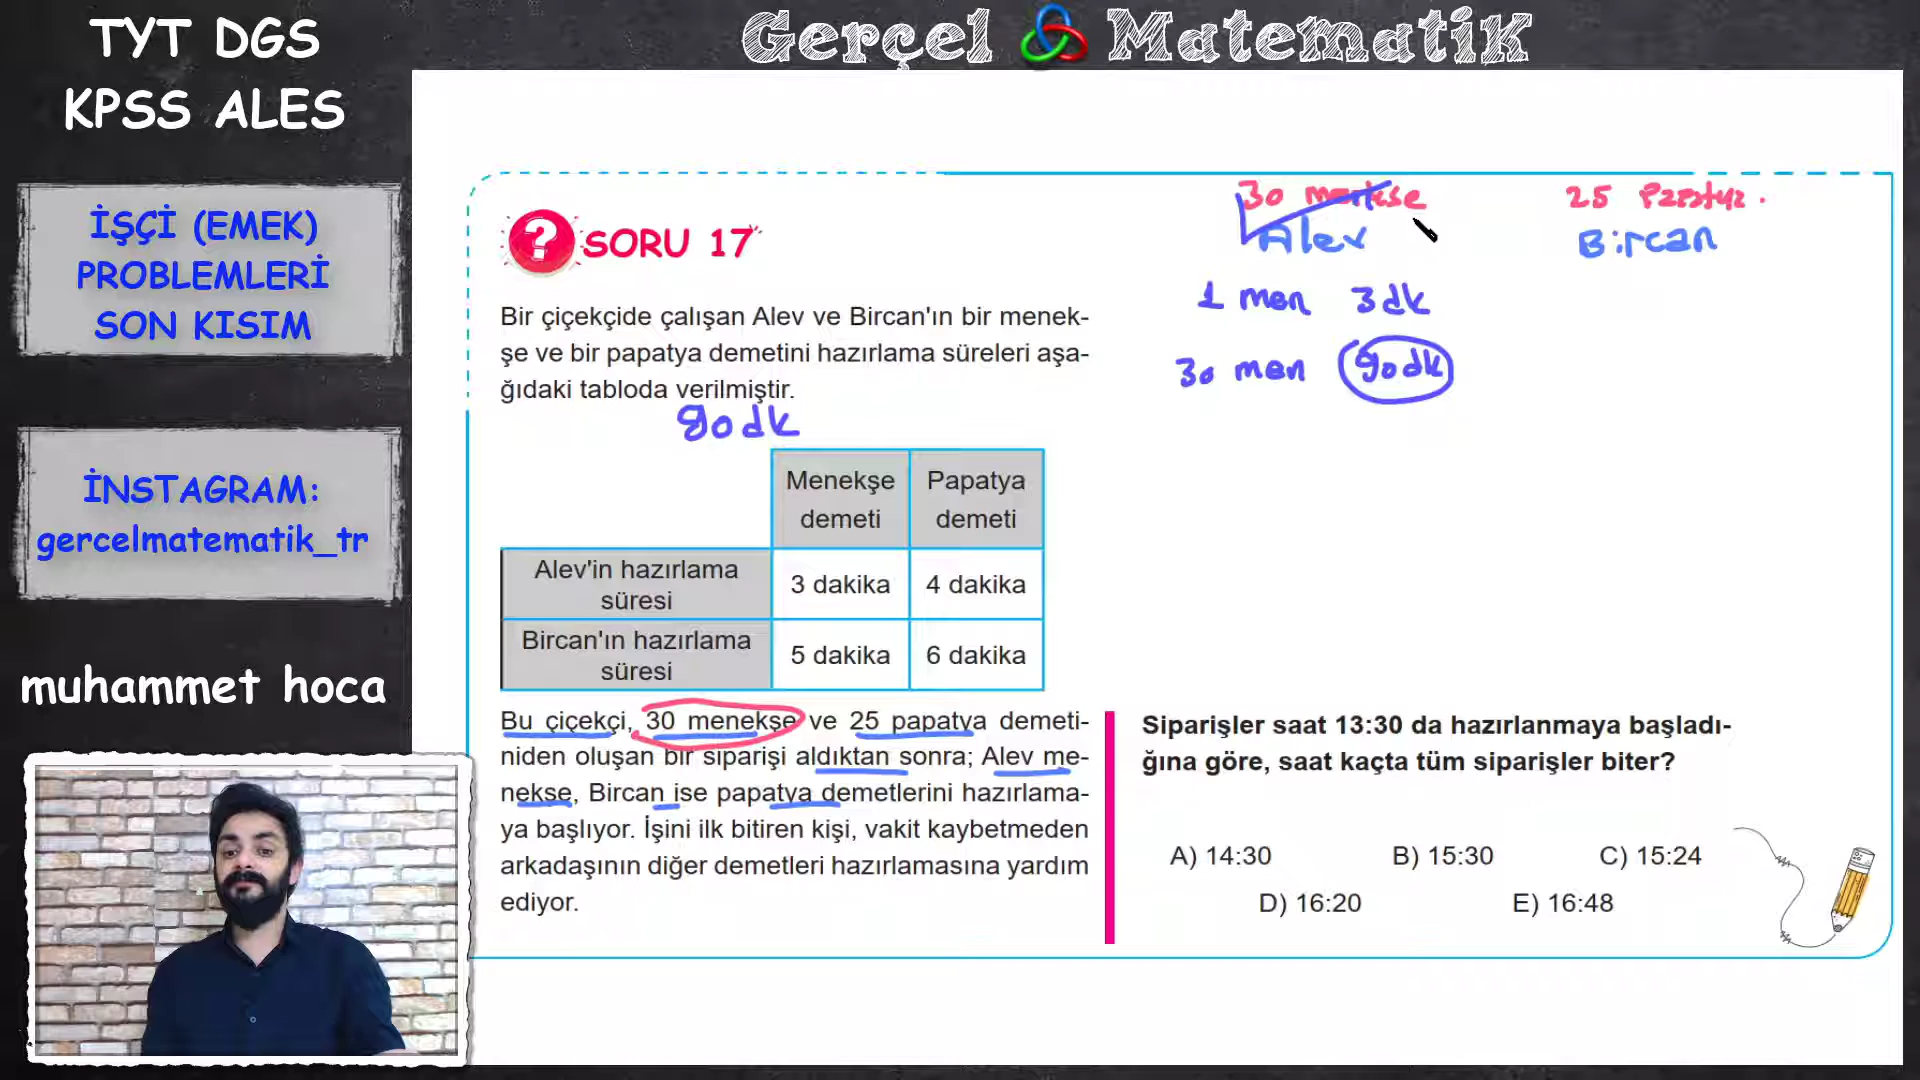 TYT DGS
KPSS ALES
Gerçel Matematik
İŞÇİ (EMEK)
PROBLEMLERİ
SON KISIM
İNSTAGRAM:
gercelmatematik_tr
muhammet hoca
? SORU 17
Bir çiçekçide çalışan Alev ve Bircan'ın bir menek-
şe ve bir papatya demetini hazırlama süreleri aşa-
ğıdaki tabloda verilmiştir.
90 dk
Menekşe demeti
Papatya demeti
Alev'in hazırlama süresi
3 dakika
4 dakika
Bircan'ın hazırlama süresi
5 dakika
6 dakika
Bu çiçekçi, 30 menekşe ve 25 papatya demeti-
niden oluşan bir siparişi aldıktan sonra; Alev me-
nekşe, Bircan ise papatya demetlerini hazırlama-
ya başlıyor. İşini ilk bitiren kişi, vakit kaybetmeden
arkadaşının diğer demetleri hazırlamasına yardım
ediyor.
30 menekşe
Alev
25 Papatya
Bircan
1 men 3 dk
30 men 90 dk
Siparişler saat 13:30 da hazırlanmaya başladı-
ğına göre, saat kaçta tüm siparişler biter?
A) 14:30 B) 15:30 C) 15:24
D) 16:20 E) 16:48